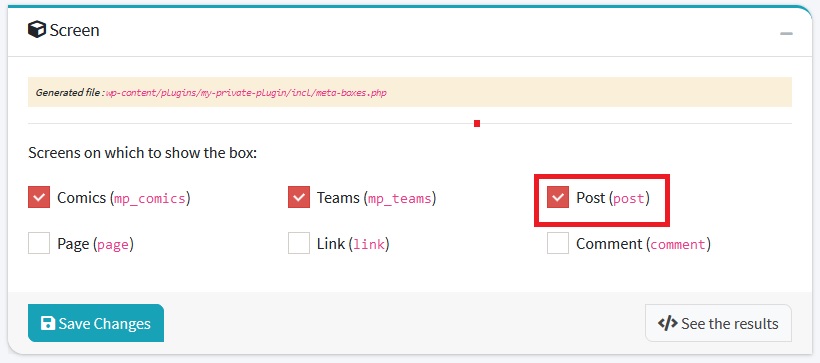 Screen
Generated file :wp-content/plugins/my-private-plugin/incl/meta-boxes.php
Screens on which to show the box:
Comics (mp_comics) Teams (mp_teams) Post (post)
Page (page) Link (link) Comment (comment)
Save Changes See the results